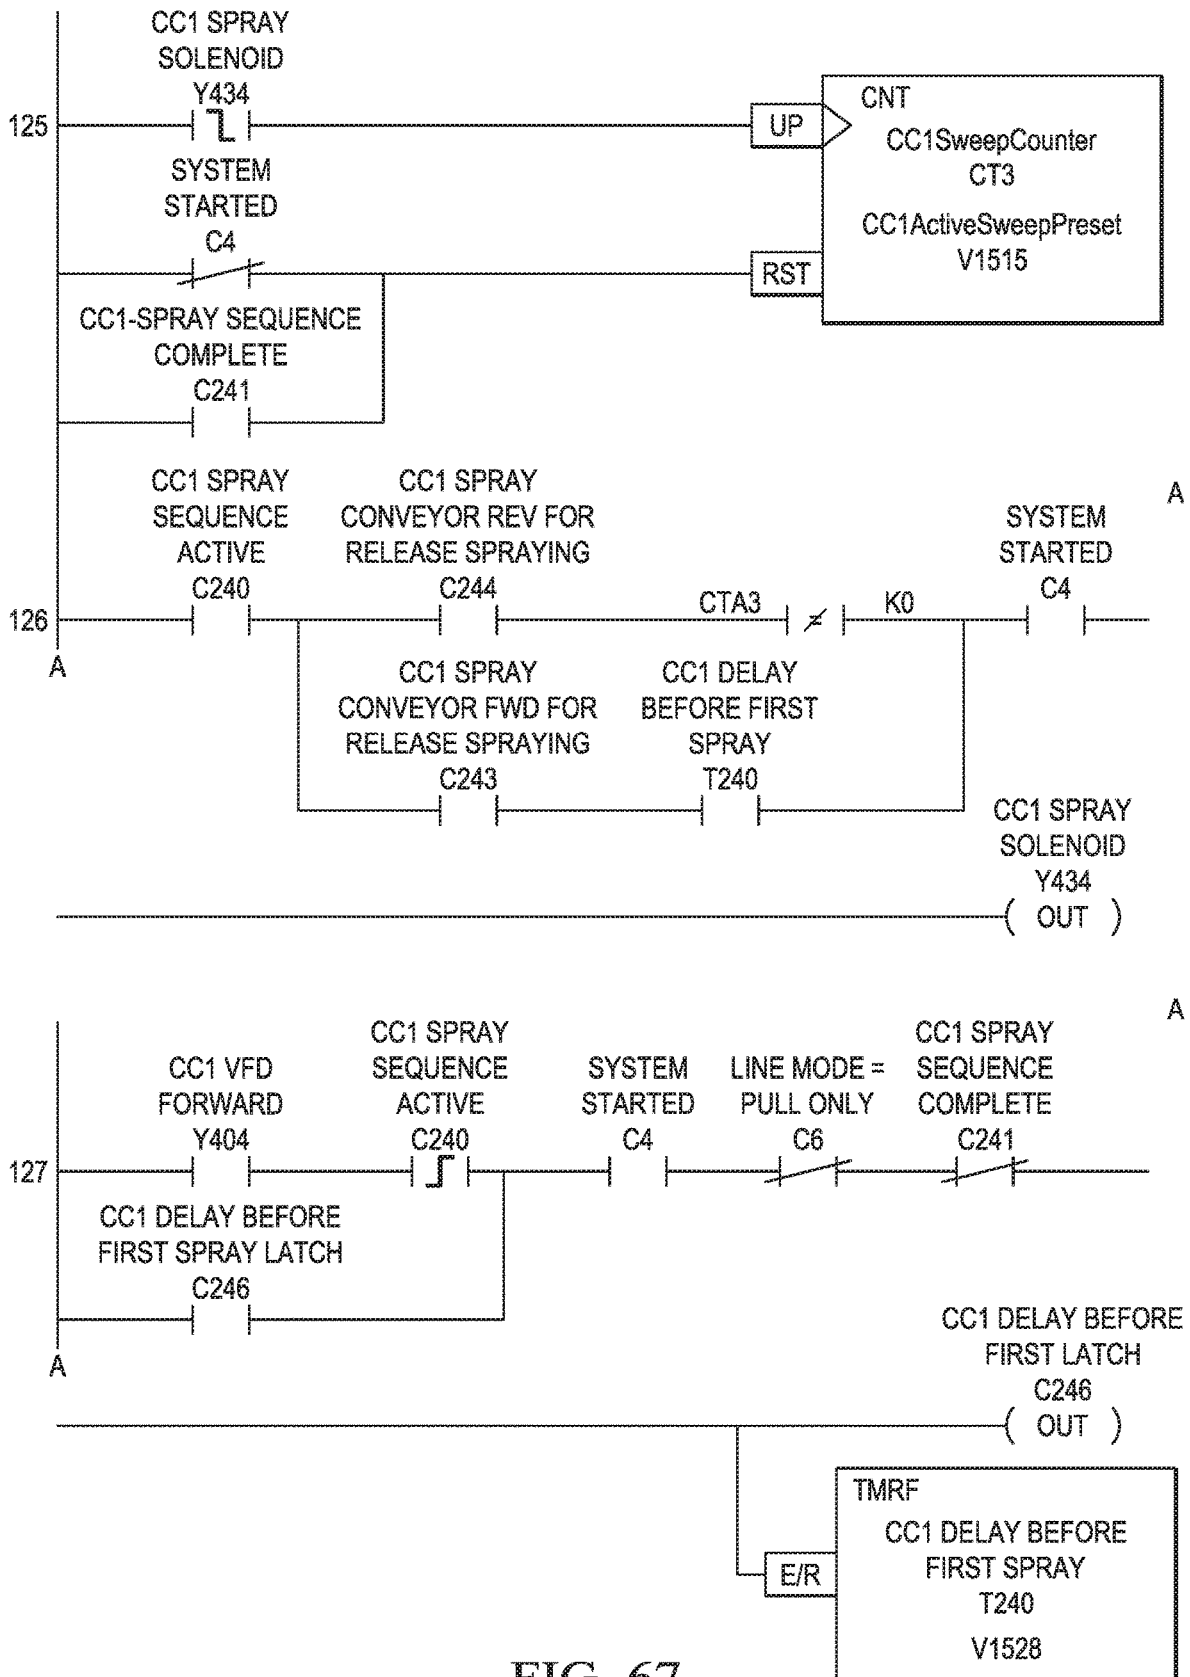 CC1 SPRAY
SOLENOID
Y434
125
UP
CNT
CC1SweepCounter
CT3
CC1ActiveSweepPreset
V1515
SYSTEM
STARTED
C4
RST
CC1-SPRAY SEQUENCE
COMPLETE
C241
A
CC1 SPRAY
SEQUENCE
ACTIVE
C240
CC1 SPRAY
CONVEYOR REV FOR
RELEASE SPRAYING
C244
CTA3
≠
K0
SYSTEM
STARTED
C4
126
A
CC1 SPRAY
CONVEYOR FWD FOR
RELEASE SPRAYING
C243
CC1 DELAY
BEFORE FIRST
SPRAY
T240
CC1 SPRAY
SOLENOID
Y434
( OUT )
A
CC1 VFD
FORWARD
Y404
CC1 SPRAY
SEQUENCE
ACTIVE
C240
SYSTEM
STARTED
C4
LINE MODE =
PULL ONLY
C6
CC1 SPRAY
SEQUENCE
COMPLETE
C241
127
CC1 DELAY BEFORE
FIRST SPRAY LATCH
C246
A
CC1 DELAY BEFORE
FIRST LATCH
C246
( OUT )
TMRF
CC1 DELAY BEFORE
FIRST SPRAY
T240
V1528
E/R
FIG. 67